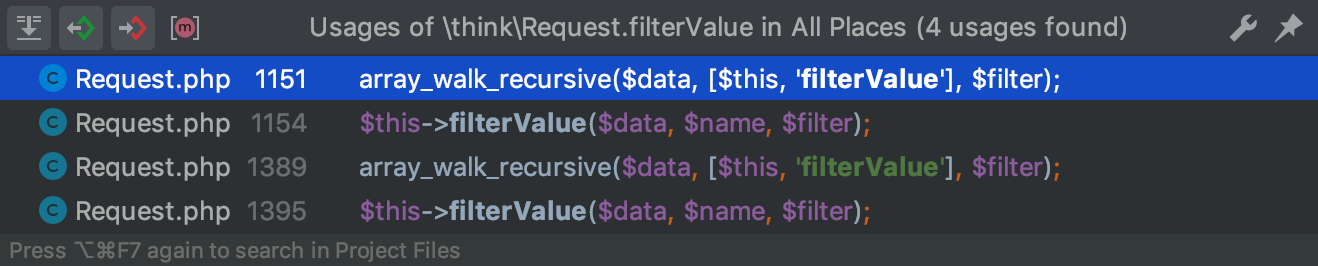 Usages of \think\Request.filterValue in All Places (4 usages found)
Request.php 1151 array_walk_recursive($data, [$this, 'filterValue'], $filter);
Request.php 1154 $this->filterValue($data, $name, $filter);
Request.php 1389 array_walk_recursive($data, [$this, 'filterValue'], $filter);
Request.php 1395 $this->filterValue($data, $name, $filter);
Press ⌥⌘F7 again to search in Project Files